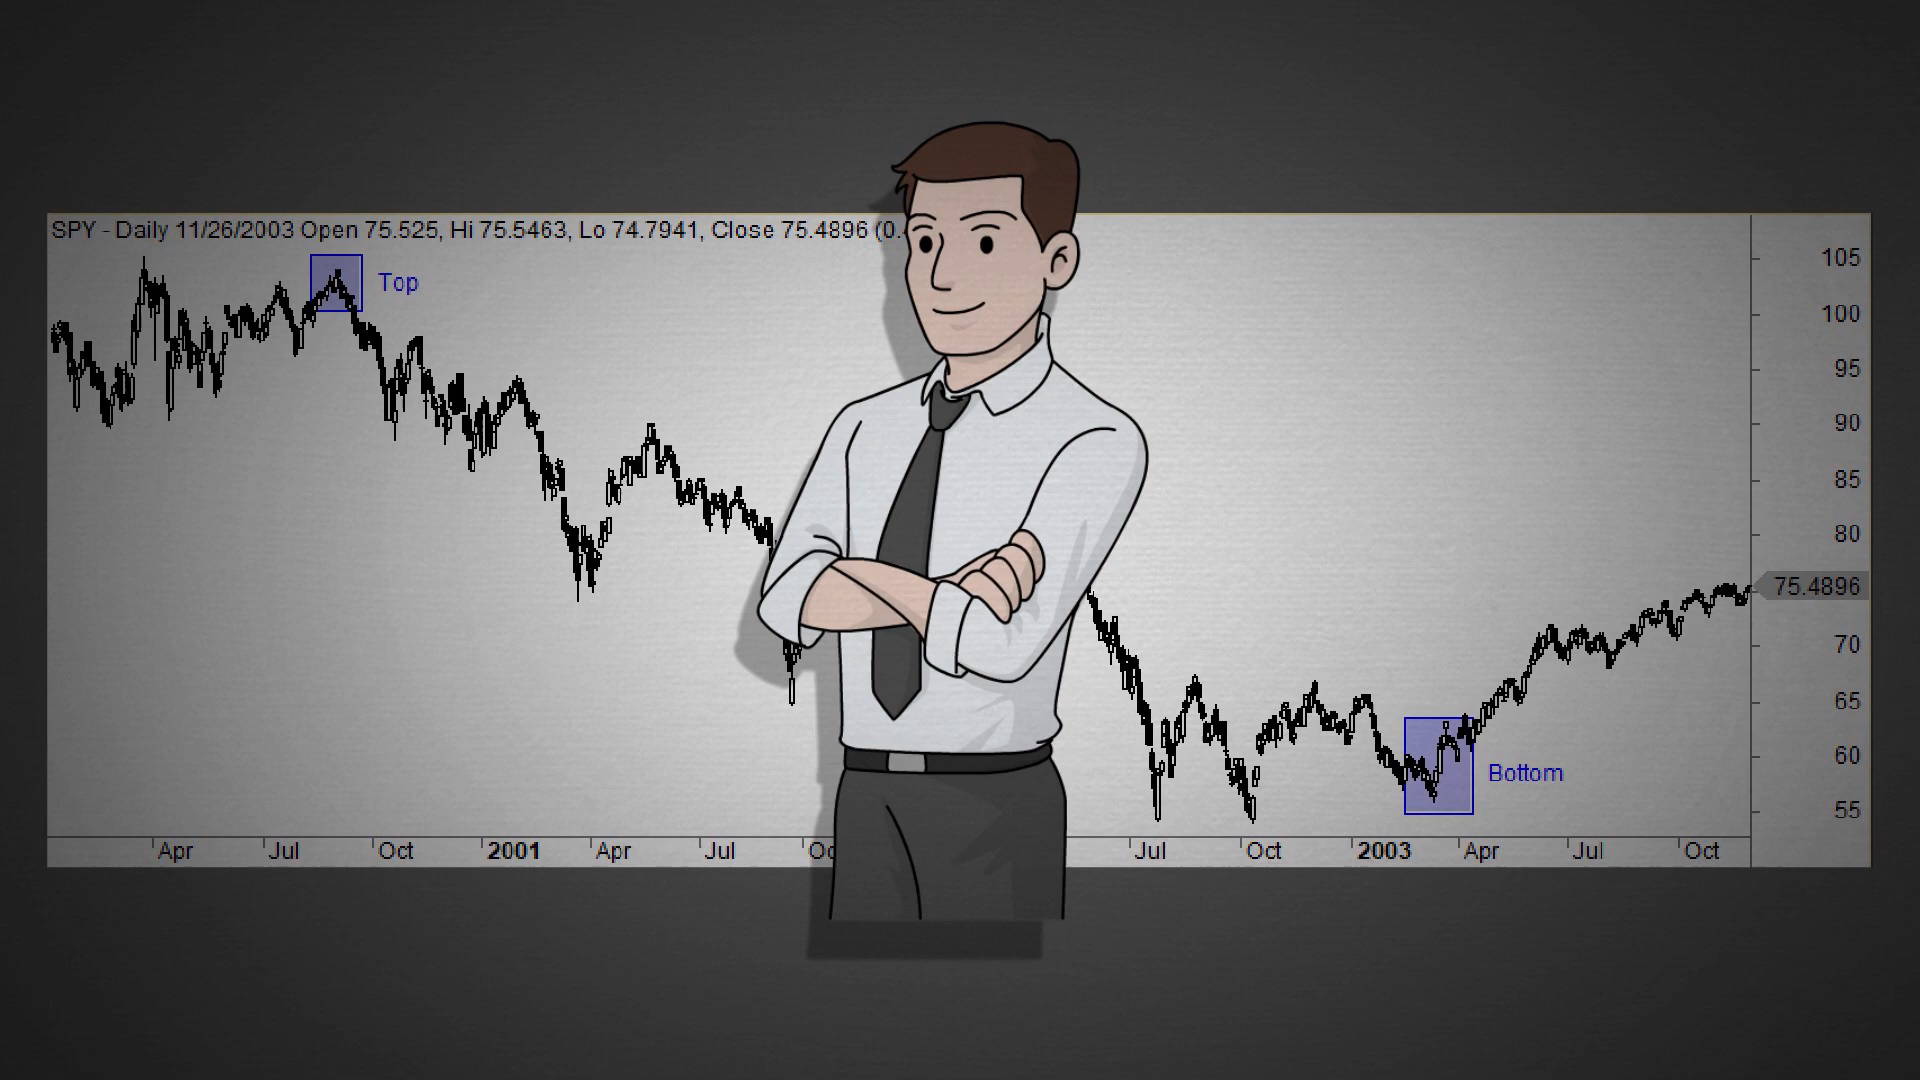 SPY - Daily 11/26/2003 Open 75.525, Hi 75.5463, Lo 74.7941, Close 75.4896 (0.
Top
105
100
95
90
85
80
75.4896
70
65
60
55
Bottom
Apr Jul Oct 2001 Apr Jul Jul Oct 2003 Apr Jul Oct